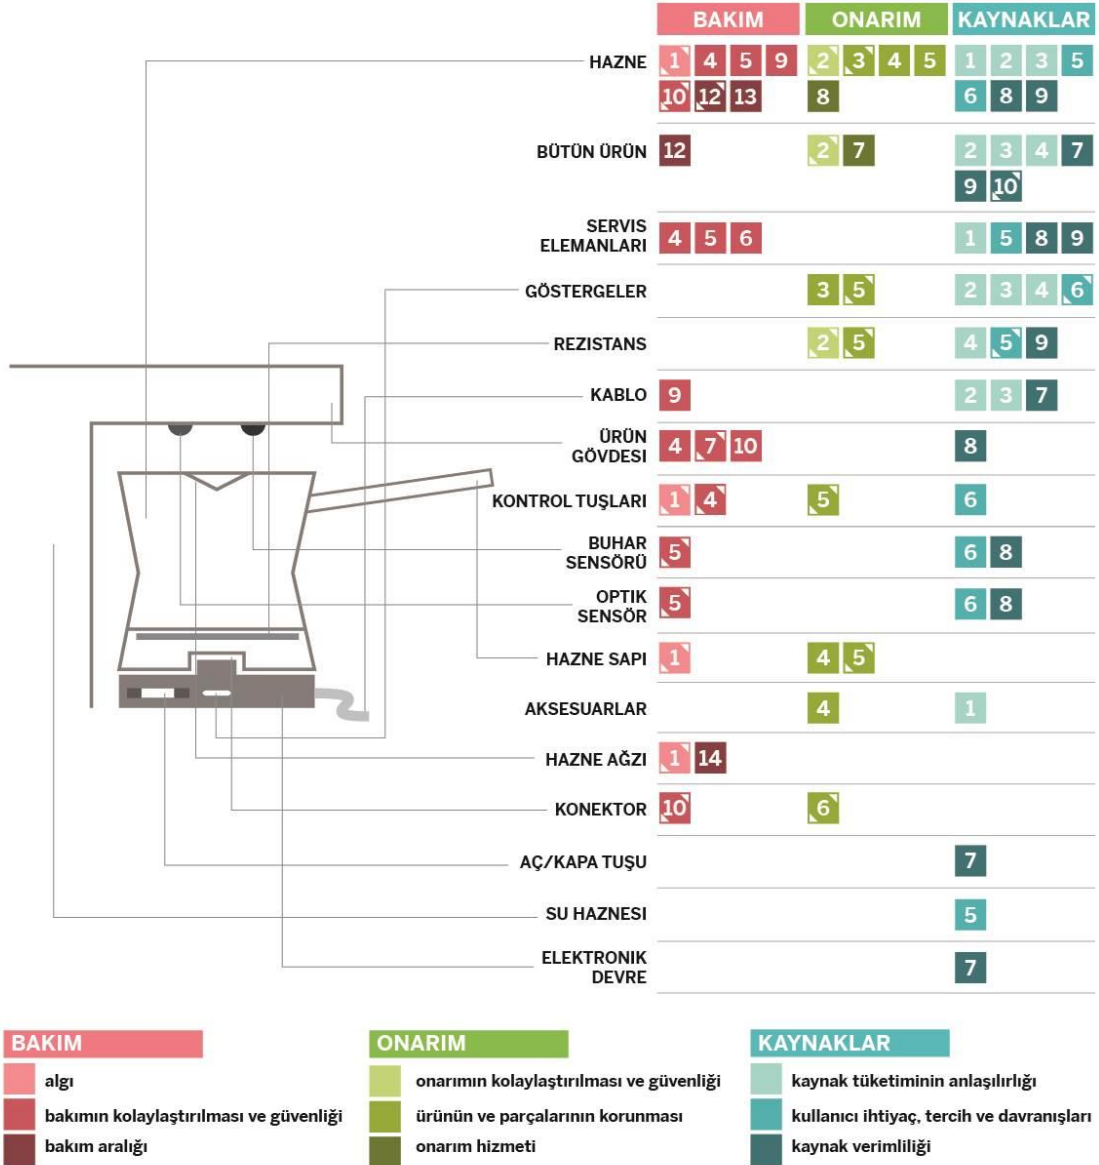 BAKIM ONARIM KAYNAKLAR
HAZNE 1 4 5 9 2 3 4 5 1 2 3 5
10 12 13 8 6 8 9
BÜTÜN ÜRÜN 12 2 7 2 3 4 7
9 10
SERVIS
ELEMANLARI 4 5 6 1 5 8 9
GÖSTERGELER 3 5 2 3 4 6
REZISTANS 2 5 4 5 9
KABLO 9 2 3 7
ÜRÜN
GÖVDESI 4 7 10 8
KONTROL TUŞLARI 1 4 5 6
BUHAR
SENSÖRÜ 5 6 8
OPTIK
SENSÖR 5 6 8
HAZNE SAPI 1 4 5
AKSESUARLAR 4 1
HAZNE AĞZI 1 14
KONEKTOR 10 6
AÇ/KAPA TUŞU 7
SU HAZNESI 5
ELEKTRONIK
DEVRE 7
BAKIM
algı
bakımın kolaylaştırılması ve güvenliği
bakım aralığı
ONARIM
onarımın kolaylaştırılması ve güvenliği
ürünün ve parçalarının korunması
onarım hizmeti
KAYNAKLAR
kaynak tüketiminin anlaşılırlığı
kullanıcı ihtiyaç, tercih ve davranışları
kaynak verimliliği